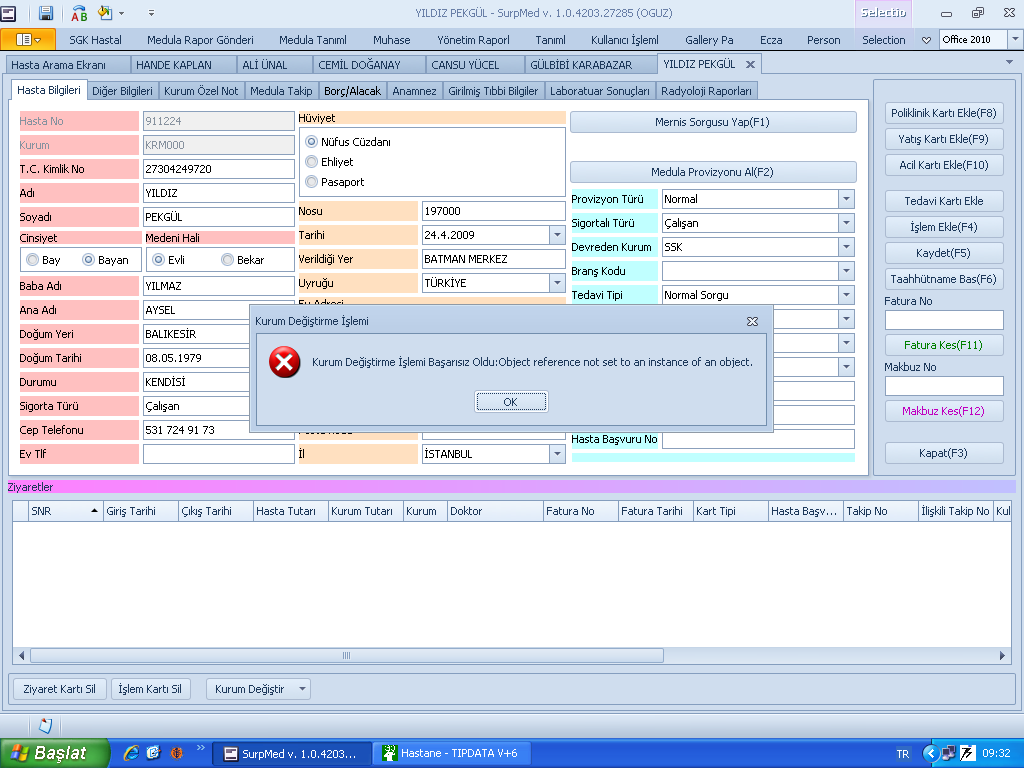 YILDIZ PEKGÜL - SurpMed v. 1.0.4203.27285 (OGUZ)
Selectio
SGK Hastal Medula Rapor Gönderi Medula Tanıml Muhase Yönetim Raporl Tanıml Kullanıcı İşleml Gallery Pa Ecza Person Selection Office 2010
Hasta Arama Ekranı HANDE KAPLAN ALİ ÜNAL CEMİL DOĞANAY CANSU YÜCEL GÜLBİBİ KARABAZAR YILDIZ PEKGÜL
Hasta Bilgileri Diğer Bilgileri Kurum Özel Not Medula Takip Borç/Alacak Anamnez Girilmiş Tıbbi Bilgiler Laboratuar Sonuçları Radyoloji Raporları
Hasta No 911224
Kurum KRM000
T.C. Kimlik No 27304249720
Adı YILDIZ
Soyadı PEKGÜL
Cinsiyet Medeni Hali
Bay Bayan Evli Bekar
Baba Adı YILMAZ
Ana Adı AYSEL
Doğum Yeri BALIKESİR
Doğum Tarihi 08.05.1979
Durumu KENDİSİ
Sigorta Türü Çalışan
Cep Telefonu 531 724 91 73
Ev Tlf
Hüviyet
Nüfus Cüzdanı
Ehliyet
Pasaport
Nosu 197000
Tarihi 24.4.2009
Verildiği Yer BATMAN MERKEZ
Uyruğu TÜRKİYE
Ev Adresi
İl İSTANBUL
Mernis Sorgusu Yap(F1)
Medula Provizyonu Al(F2)
Provizyon Türü Normal
Sigortalı Türü Çalışan
Devreden Kurum SSK
Branş Kodu
Tedavi Tipi Normal Sorgu
Hasta Başvuru No
Poliklinik Kartı Ekle(F8)
Yatış Kartı Ekle(F9)
Acil Kartı Ekle(F10)
Tedavi Kartı Ekle
İşlem Ekle(F4)
Kaydet(F5)
Taahhütname Bas(F6)
Fatura No
Fatura Kes(F11)
Makbuz No
Makbuz Kes(F12)
Kapat(F3)
Kurum Değiştirme İşlemi
Kurum Değiştirme İşlemi Başarısız Oldu:Object reference not set to an instance of an object.
OK
Ziyaretler
SNR Giriş Tarihi Çıkış Tarihi Hasta Tutarı Kurum Tutarı Kurum Doktor Fatura No Fatura Tarihi Kart Tipi Hasta Başv... Takip No İlişkili Takip No Kul
Ziyaret Kartı Sil İşlem Kartı Sil Kurum Değiştir
Başlat SurpMed v. 1.0.4203... Hastane - TIPDATA V+6 TR 09:32